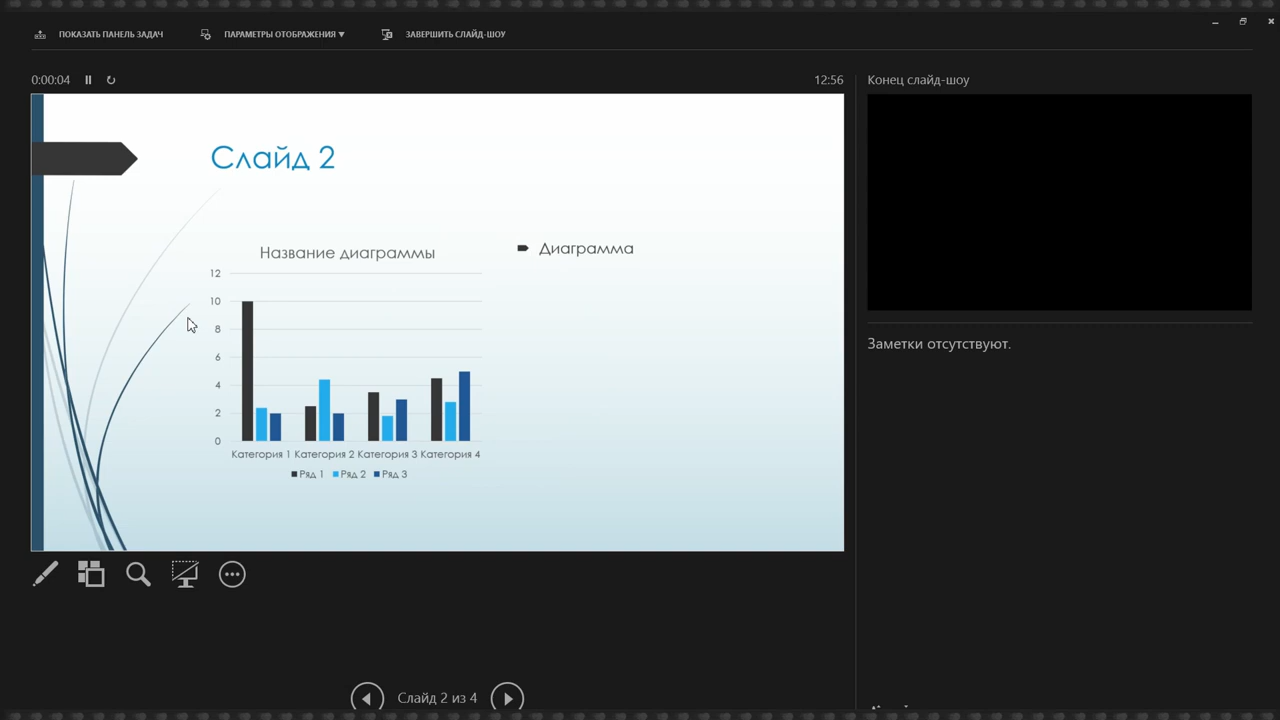 ПОКАЗАТЬ ПАНЕЛЬ ЗАДАЧ ПАРАМЕТРЫ ОТОБРАЖЕНИЯ ▼ ЗАВЕРШИТЬ СЛАЙД-ШОУ
0:00:04 12:56
Слайд 2
Название диаграммы
12
10
8
6
4
2
0
Категория 1 Категория 2 Категория 3 Категория 4
Ряд 1 Ряд 2 Ряд 3
Диаграмма
Слайд 2 из 4
Конец слайд-шоу
Заметки отсутствуют.